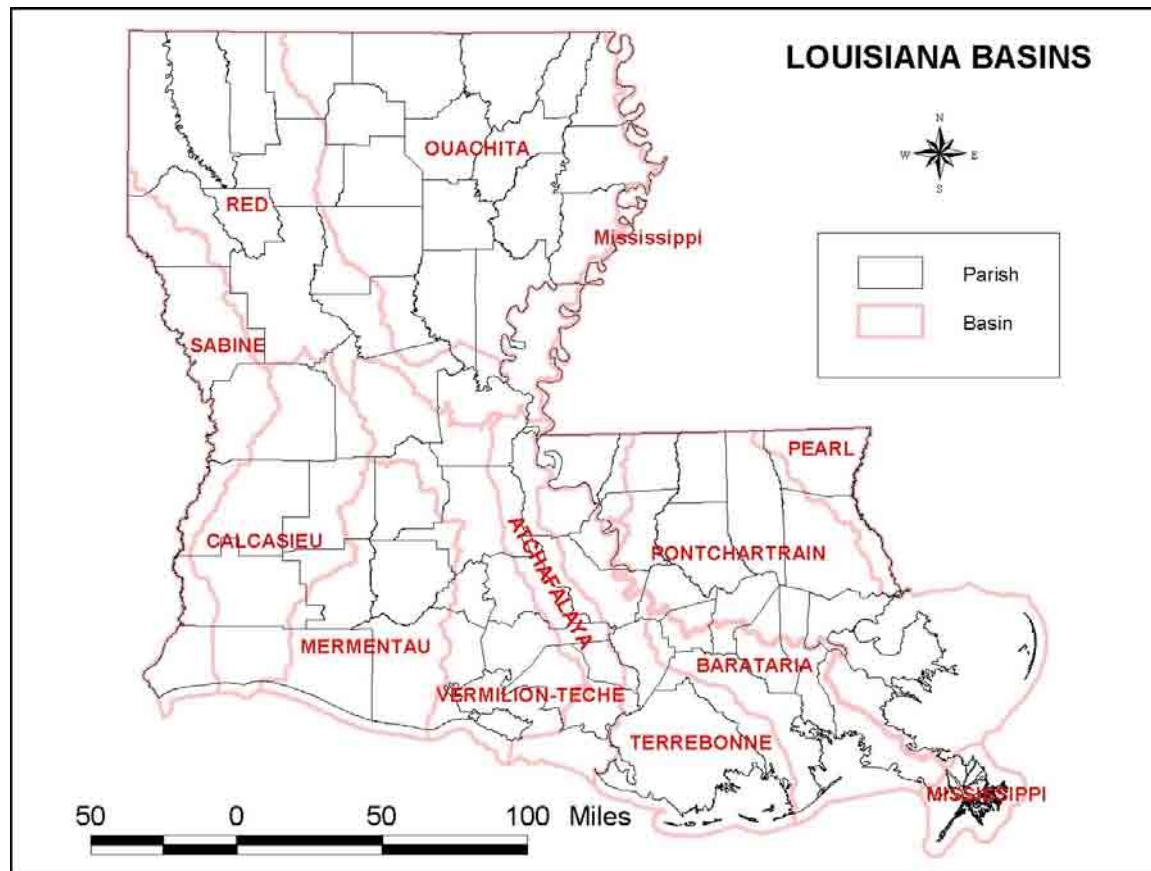 LOUISIANA BASINS
N
W E
S
OUACHITA
RED
Mississippi
Parish
Basin
SABINE
PEARL
CALCASIEU
ATCHAFALAYA
PONTCHARTRAIN
MERMENTAU
BARATARIA
VERMILION-TECHE
TERREBONNE
MISSISSIPPI
50 0 50 100 Miles